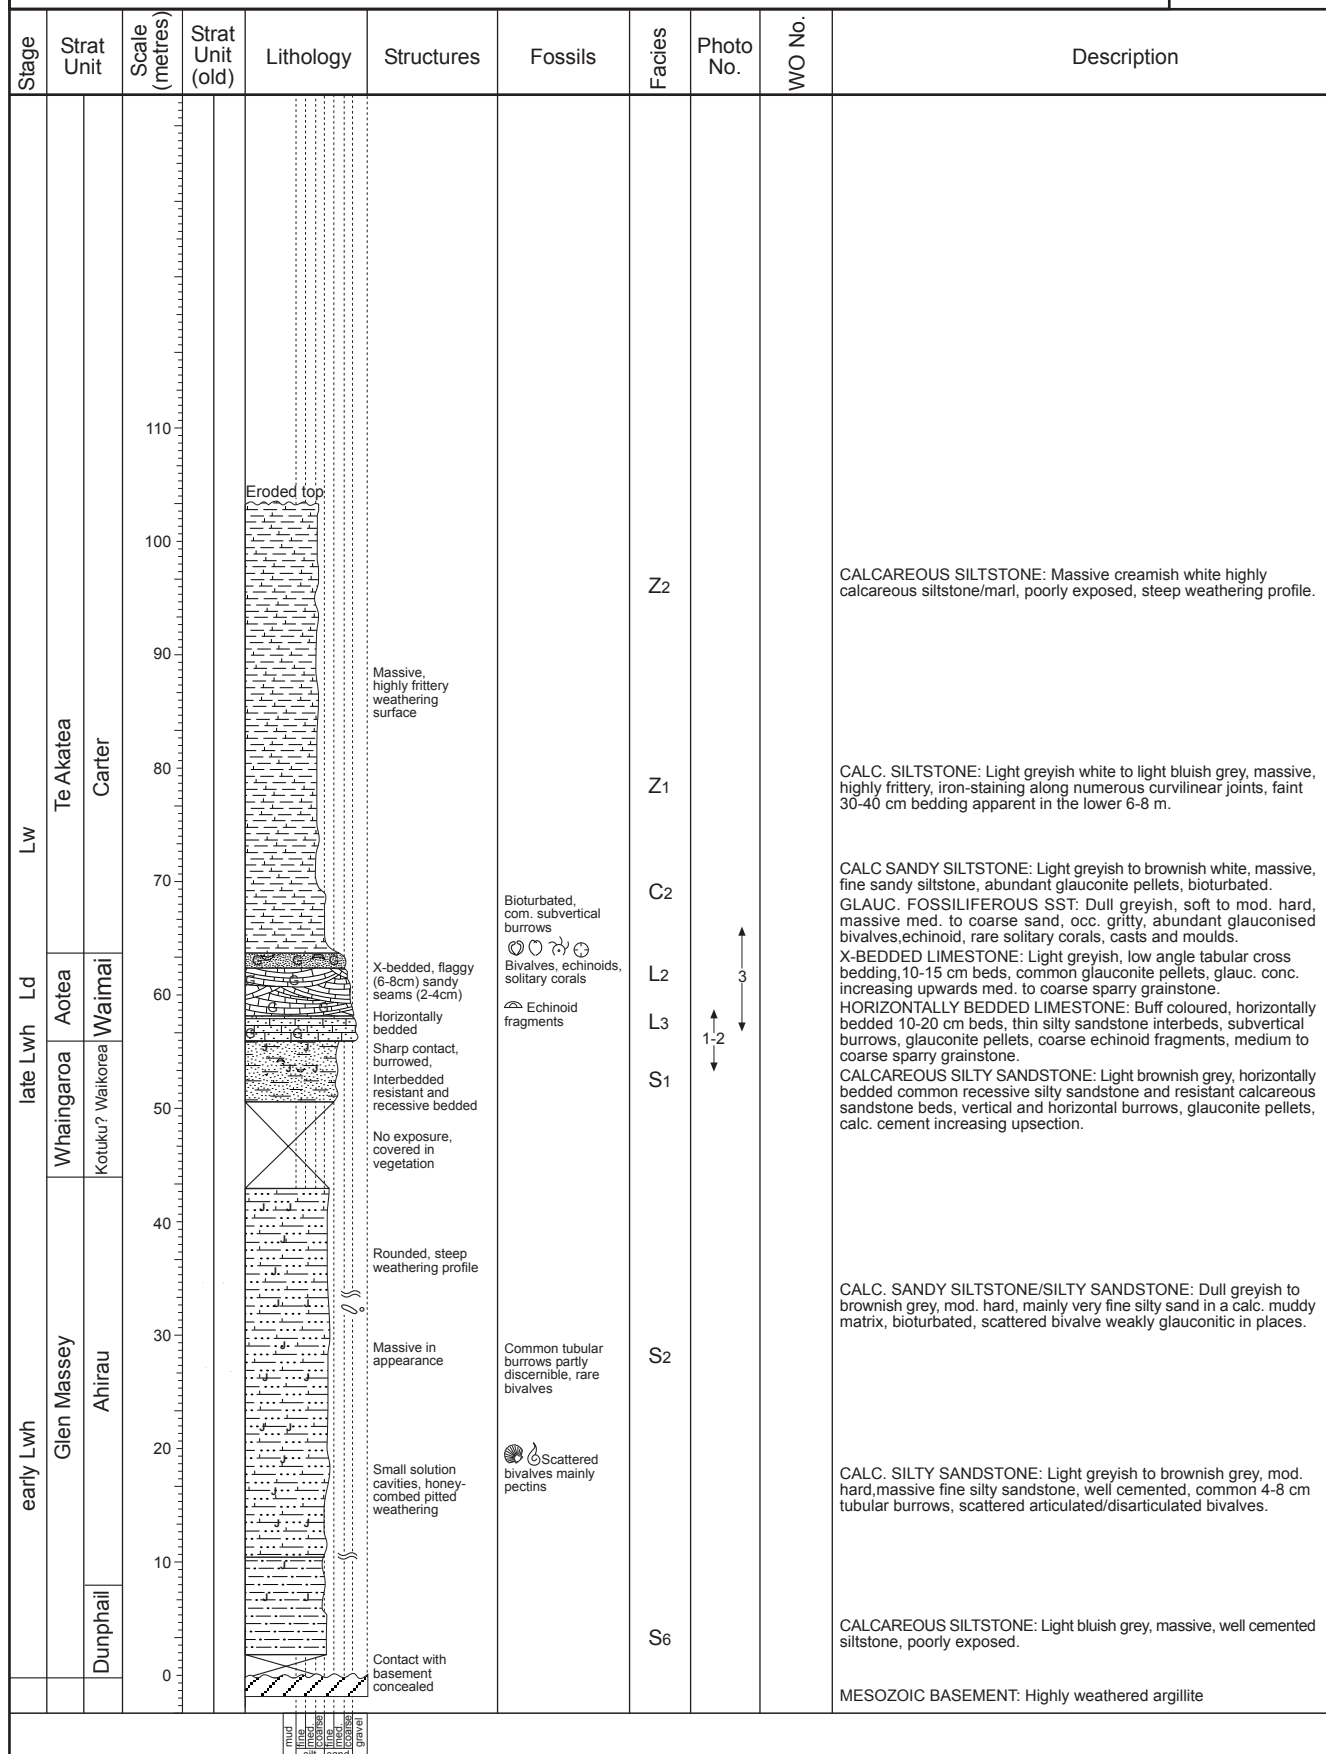 Stage
Strat
Unit
Scale
(metres)
Strat
Unit
(old)
Lithology
Structures
Fossils
Facies
Photo
No.
WO No.
Description
Lw
Ld
late Lwh
early Lwh
Te Akatea
Aotea
Whaingaroa
Glen Massey
Carter
Waimai
Kotuku? Waikorea
Ahirau
Dunphail
110
100
90
80
70
60
50
40
30
20
10
0
Eroded top
G G G
G G
G G
G G
Massive,
highly frittery
weathering
surface
X-bedded, flaggy
(6-8cm) sandy
seams (2-4cm)
Horizontally
bedded
Sharp contact,
burrowed,
Interbedded
resistant and
recessive bedded
No exposure,
covered in
vegetation
Rounded, steep
weathering profile
Massive in
appearance
Small solution
cavities, honey-
combed pitted
weathering
Contact with
basement
concealed
Bioturbated,
com. subvertical
burrows
Bivalves, echinoids,
solitary corals
Echinoid
fragments
Common tubular
burrows partly
discernible, rare
bivalves
Scattered
bivalves mainly
pectins
Z2
Z1
C2
L2
L3
S1
S2
S6
3
1-2
CALCAREOUS SILTSTONE: Massive creamish white highly
calcareous siltstone/marl, poorly exposed, steep weathering profile.
CALC. SILTSTONE: Light greyish white to light bluish grey, massive,
highly frittery, iron-staining along numerous curvilinear joints, faint
30-40 cm bedding apparent in the lower 6-8 m.
CALC SANDY SILTSTONE: Light greyish to brownish white, massive,
fine sandy siltstone, abundant glauconite pellets, bioturbated.
GLAUC. FOSSILIFEROUS SST: Dull greyish, soft to mod. hard,
massive med. to coarse sand, occ. gritty, abundant glauconised
bivalves,echinoid, rare solitary corals, casts and moulds.
X-BEDDED LIMESTONE: Light greyish, low angle tabular cross
bedding,10-15 cm beds, common glauconite pellets, glauc. conc.
increasing upwards med. to coarse sparry grainstone.
HORIZONTALLY BEDDED LIMESTONE: Buff coloured, horizontally
bedded 10-20 cm beds, thin silty sandstone interbeds, subvertical
burrows, glauconite pellets, coarse echinoid fragments, medium to
coarse sparry grainstone.
CALCAREOUS SILTY SANDSTONE: Light brownish grey, horizontally
bedded common recessive silty sandstone and resistant calcareous
sandstone beds, vertical and horizontal burrows, glauconite pellets,
calc. cement increasing upsection.
CALC. SANDY SILTSTONE/SILTY SANDSTONE: Dull greyish to
brownish grey, mod. hard, mainly very fine silty sand in a calc. muddy
matrix, bioturbated, scattered bivalve weakly glauconitic in places.
CALC. SILTY SANDSTONE: Light greyish to brownish grey, mod.
hard,massive fine silty sandstone, well cemented, common 4-8 cm
tubular burrows, scattered articulated/disarticulated bivalves.
CALCAREOUS SILTSTONE: Light bluish grey, massive, well cemented
siltstone, poorly exposed.
MESOZOIC BASEMENT: Highly weathered argillite
mud
fine
med.
coarse
fine
med.
coarse
gravel